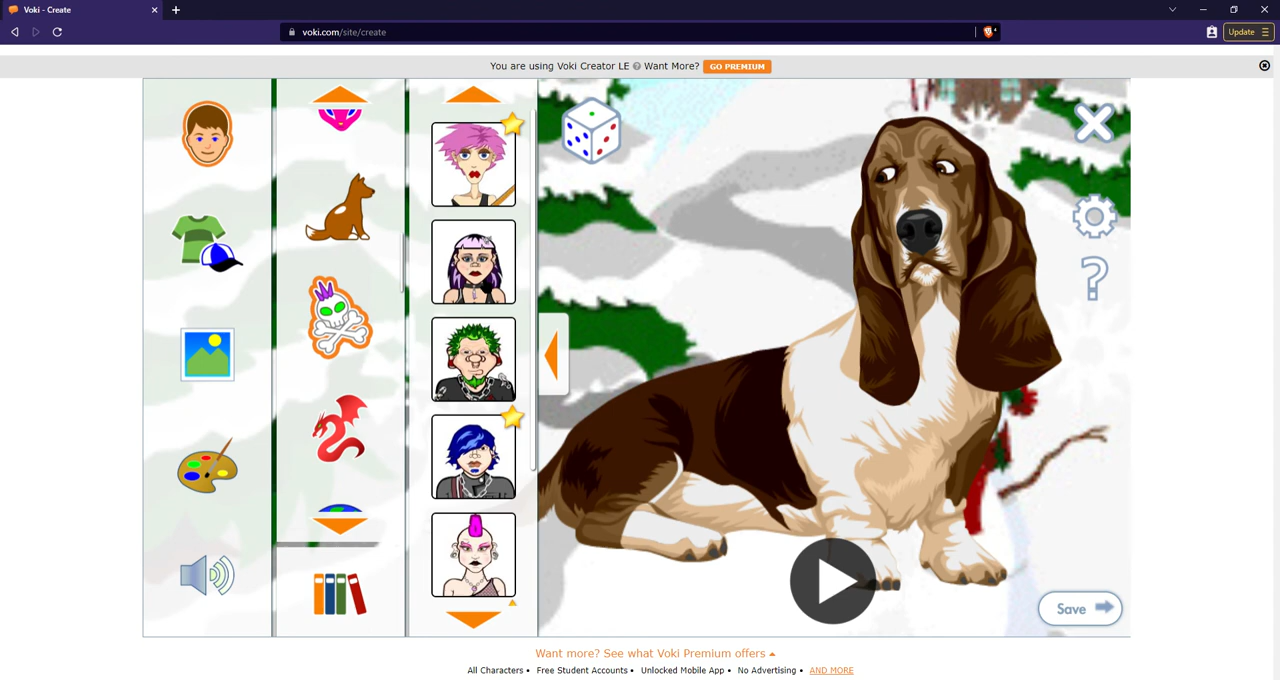 Voki - Create
voki.com/site/create
Update
You are using Voki Creator LE ? Want More? GO PREMIUM
?
Save
Want more? See what Voki Premium offers
All Characters • Free Student Accounts • Unlocked Mobile App • No Advertising • AND MORE